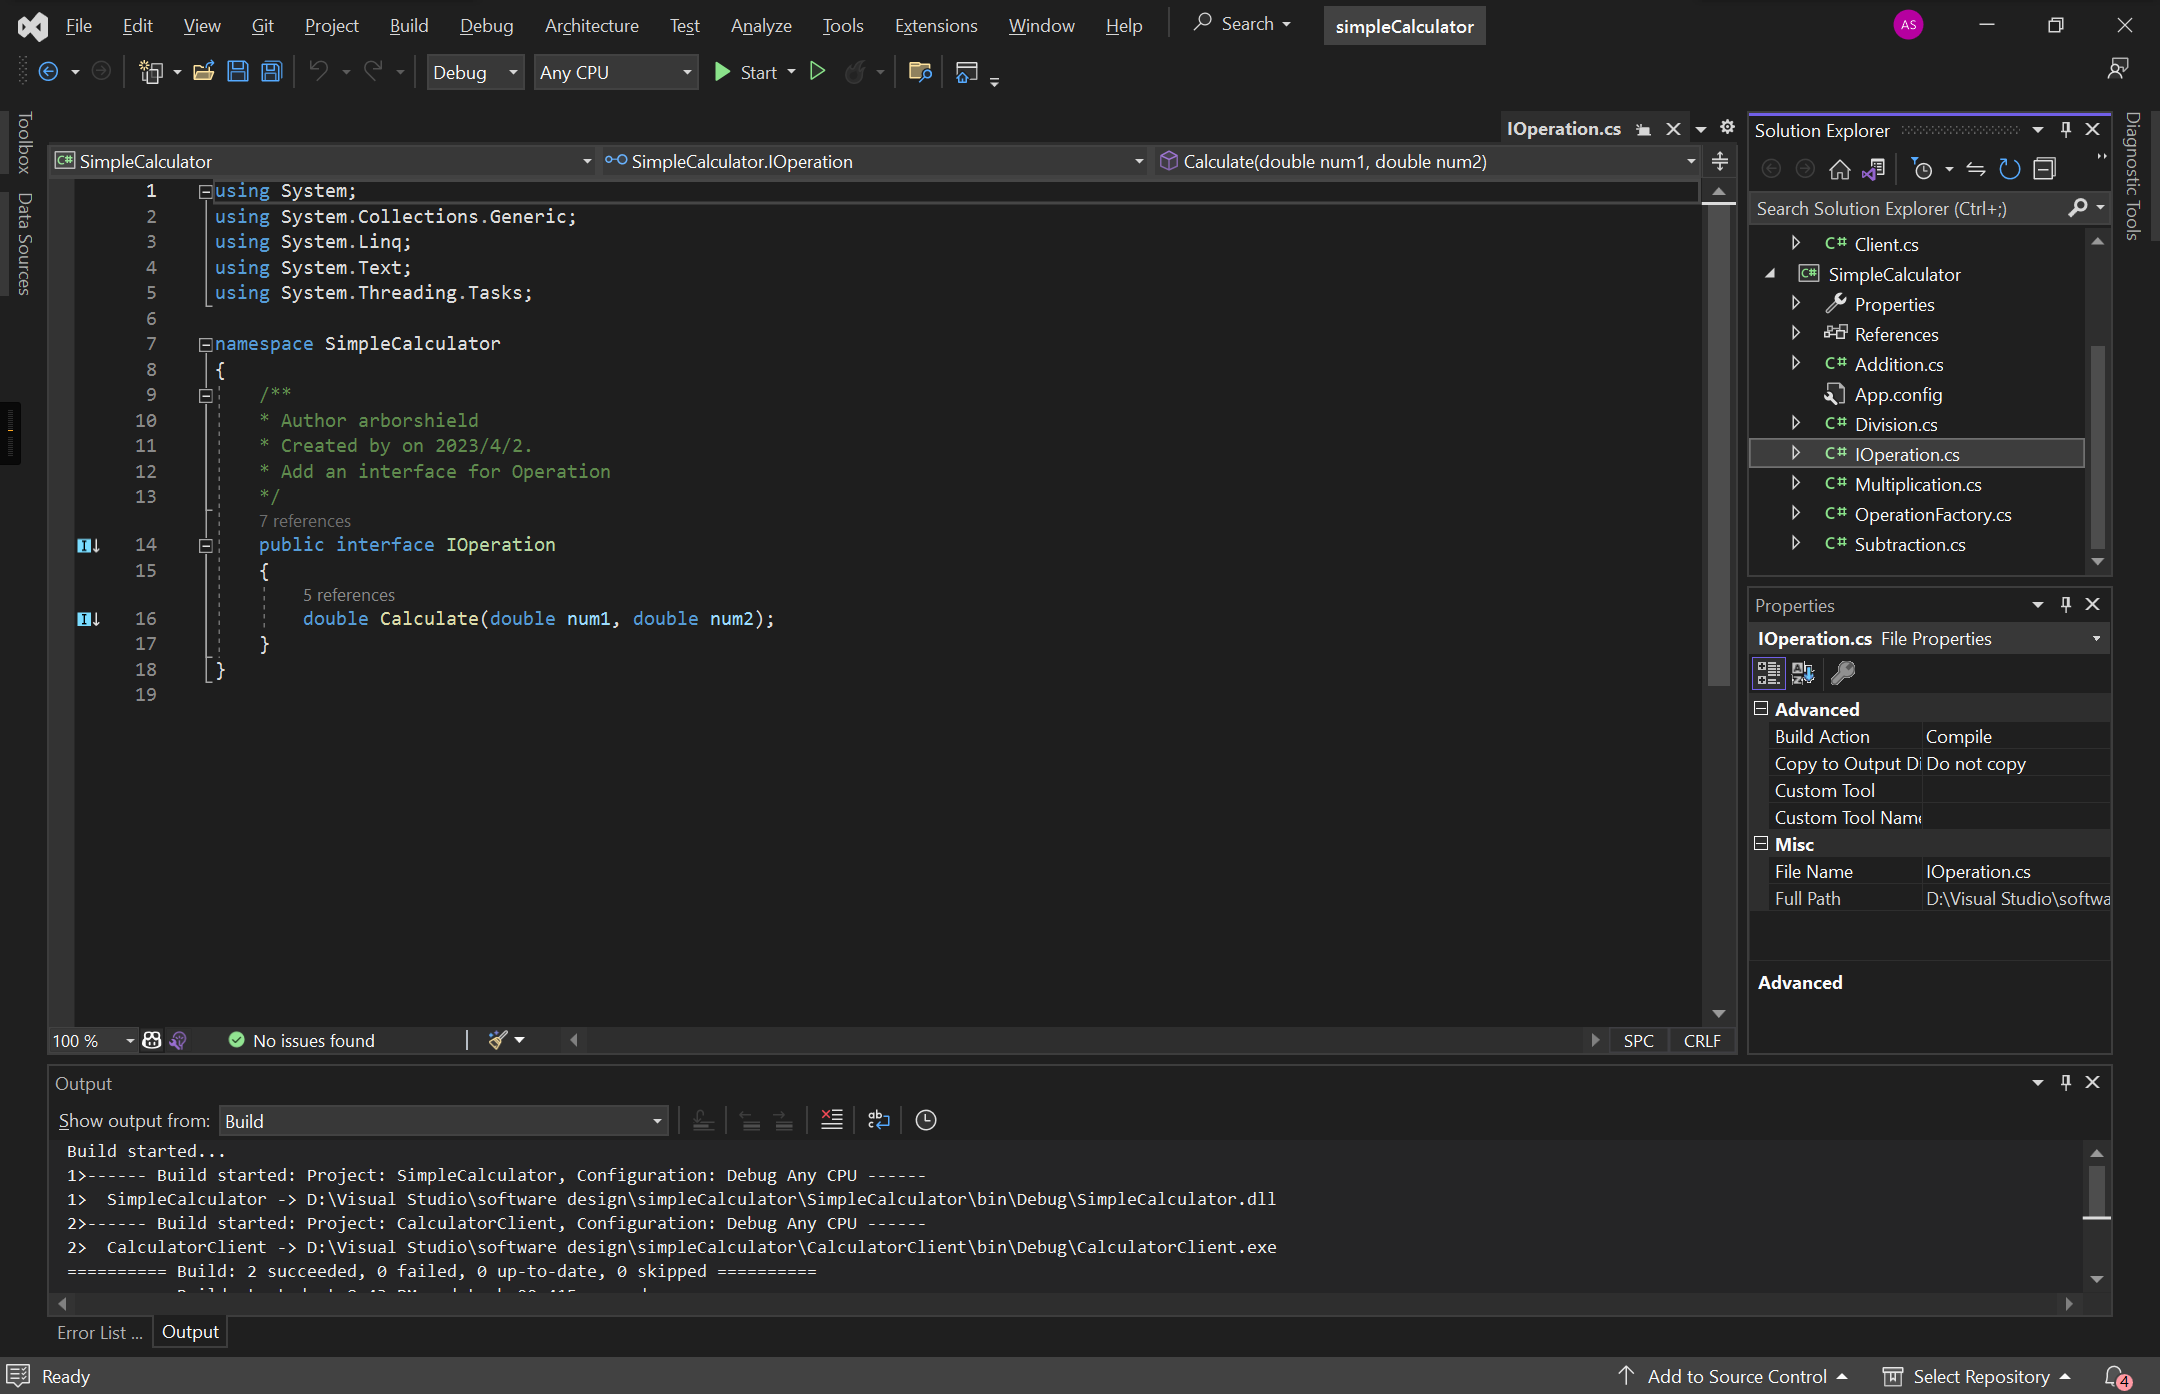 File Edit View Git Project Build Debug Architecture Test Analyze Tools Extensions Window Help Search simpleCalculator AS
Debug Any CPU Start
Toolbox
Data Sources
IOperation.cs
SimpleCalculator SimpleCalculator.IOperation Calculate(double num1, double num2)
1 using System;
2 using System.Collections.Generic;
3 using System.Linq;
4 using System.Text;
5 using System.Threading.Tasks;
6
7 namespace SimpleCalculator
8 {
9 /**
10 * Author arborshield
11 * Created by on 2023/4/2.
12 * Add an interface for Operation
13 */
7 references
14 public interface IOperation
15 {
5 references
16 double Calculate(double num1, double num2);
17 }
18 }
19
100 % No issues found SPC CRLF
Solution Explorer
Search Solution Explorer (Ctrl+;)
C# Client.cs
C# SimpleCalculator
Properties
References
C# Addition.cs
App.config
C# Division.cs
C# IOperation.cs
C# Multiplication.cs
C# OperationFactory.cs
C# Subtraction.cs
Diagnostic Tools
Properties
IOperation.cs File Properties
Advanced
Build Action Compile
Copy to Output Di Do not copy
Custom Tool
Custom Tool Name
Misc
File Name IOperation.cs
Full Path D:\Visual Studio\softwa
Advanced
Output
Show output from: Build
Build started...
1>------ Build started: Project: SimpleCalculator, Configuration: Debug Any CPU ------
1>  SimpleCalculator -> D:\Visual Studio\software design\simpleCalculator\SimpleCalculator\bin\Debug\SimpleCalculator.dll
2>------ Build started: Project: CalculatorClient, Configuration: Debug Any CPU ------
2>  CalculatorClient -> D:\Visual Studio\software design\simpleCalculator\CalculatorClient\bin\Debug\CalculatorClient.exe
========== Build: 2 succeeded, 0 failed, 0 up-to-date, 0 skipped ==========
Error List ... Output
Ready Add to Source Control Select Repository 4